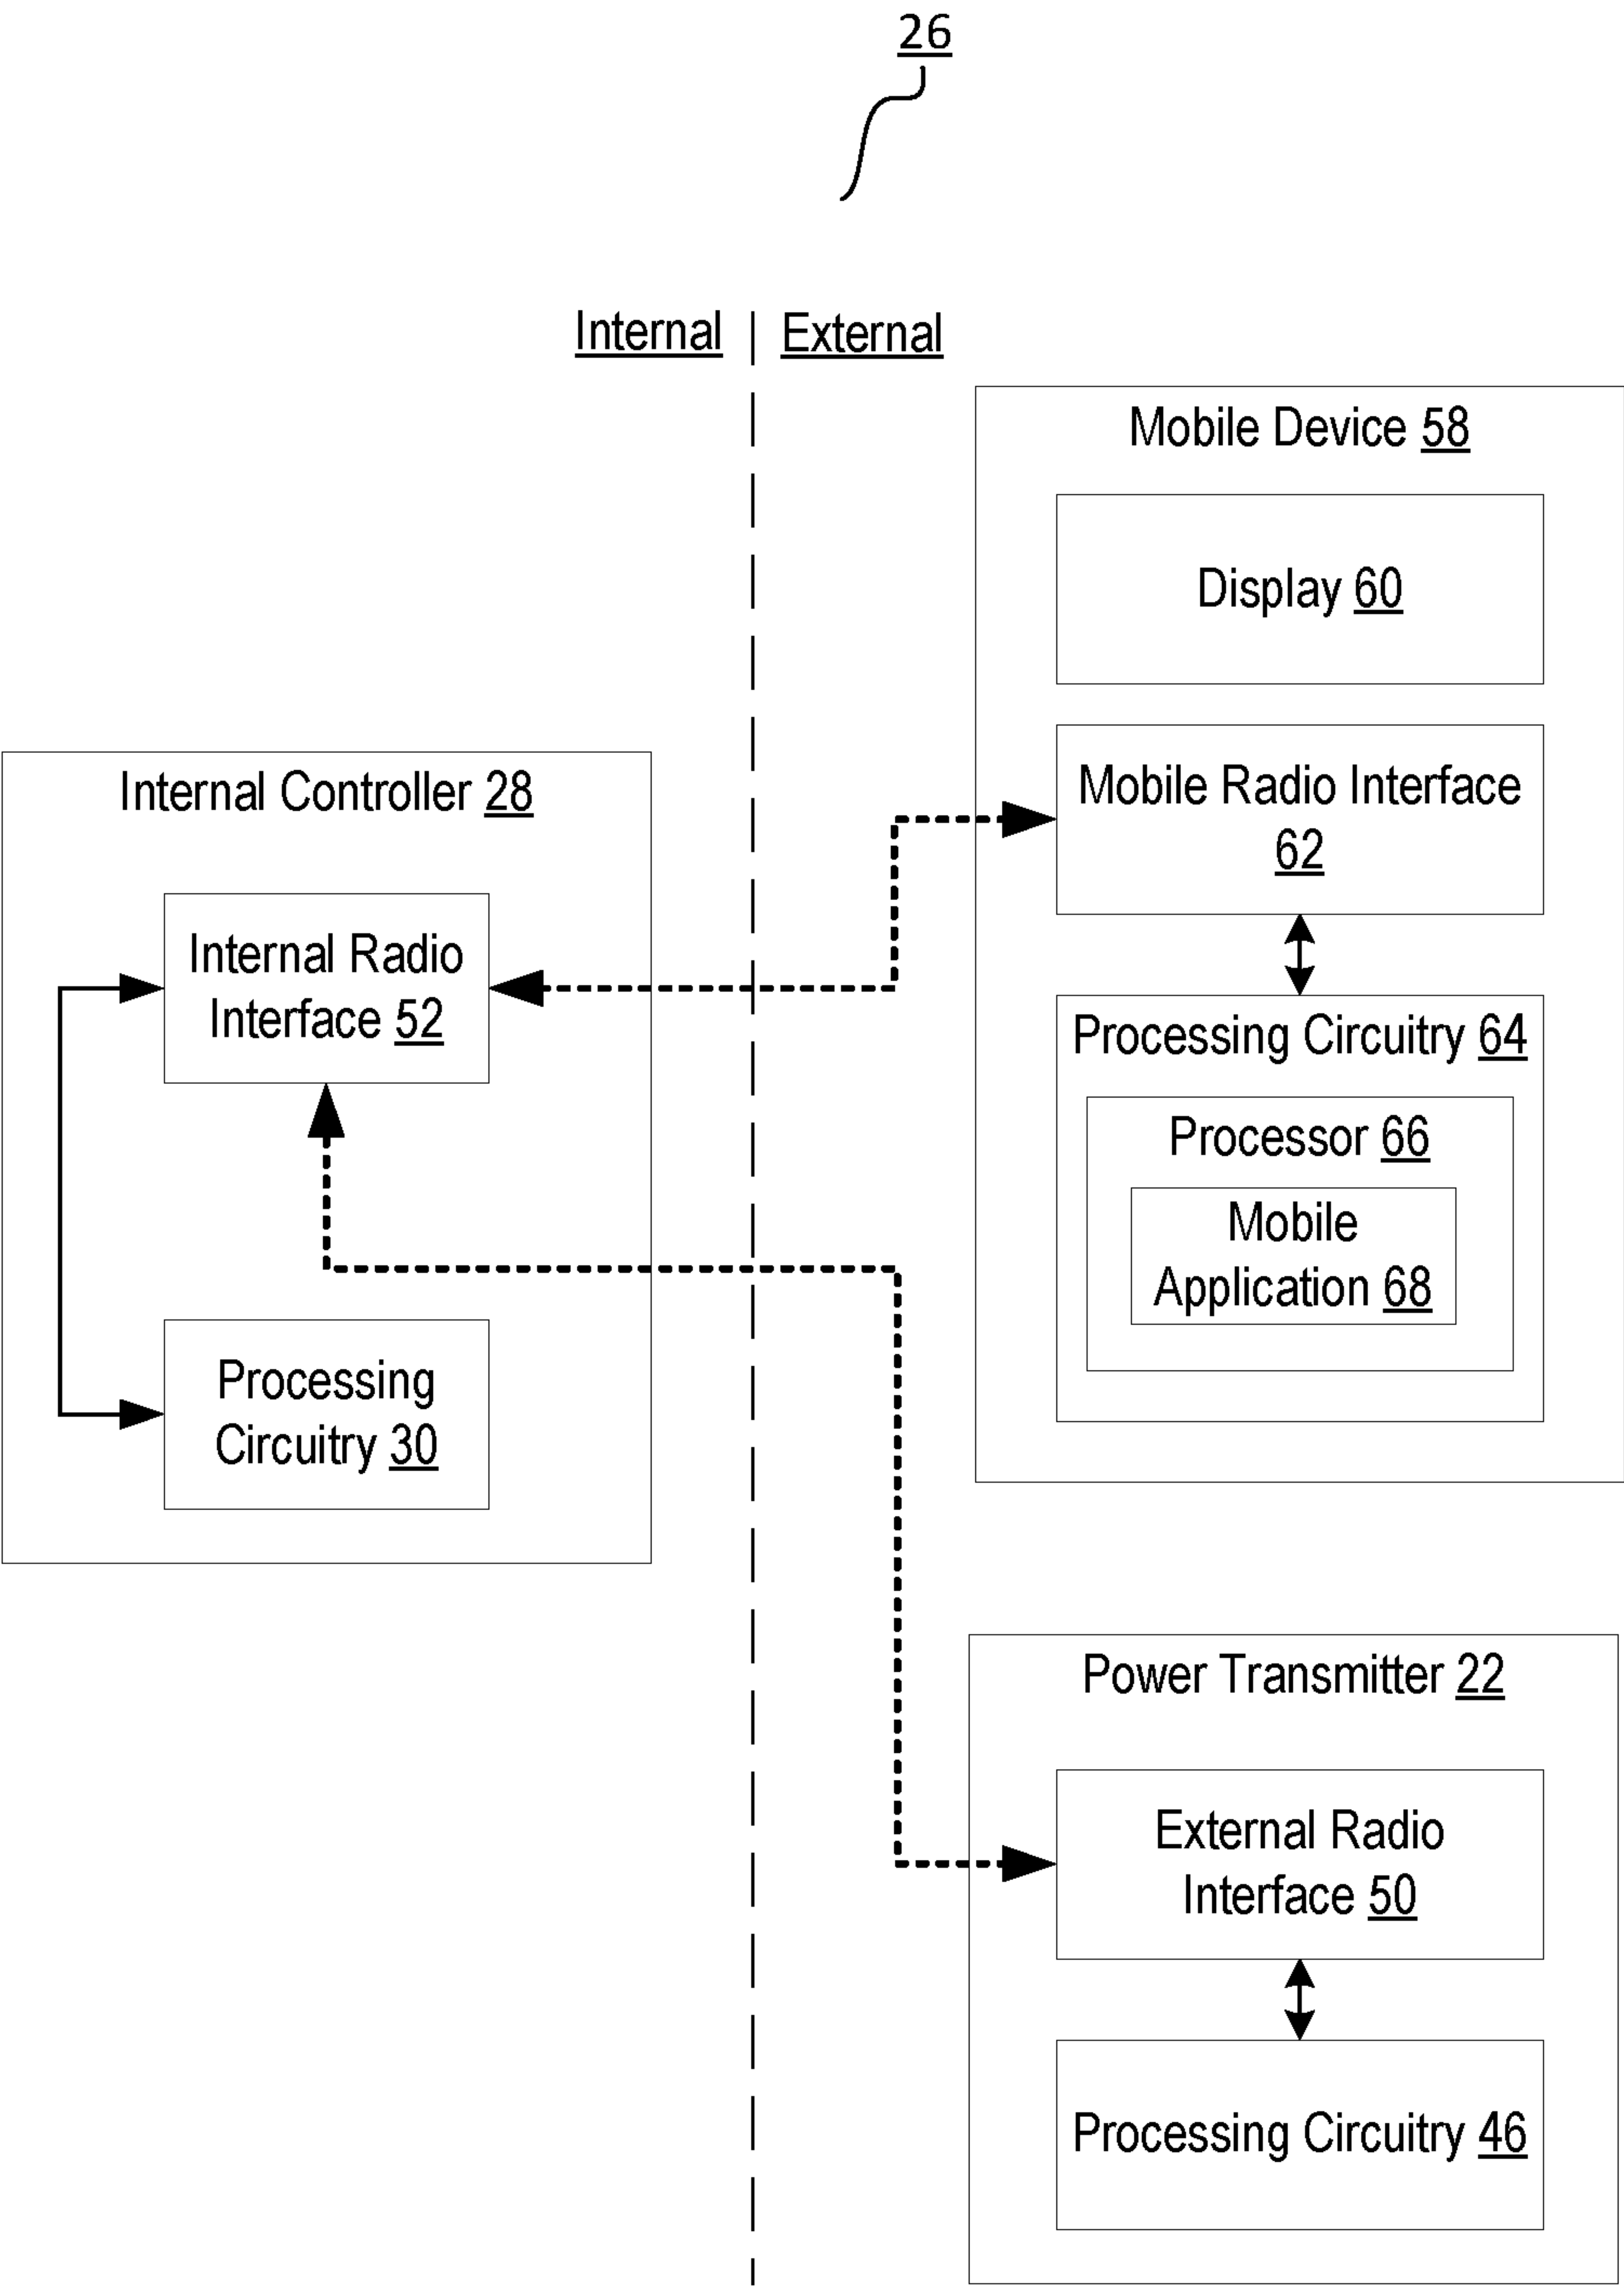 26
Internal
External
Mobile Device 58
Display 60
Mobile Radio Interface
62
Processing Circuitry 64
Processor 66
Mobile
Application 68
Internal Controller 28
Internal Radio
Interface 52
Processing
Circuitry 30
Power Transmitter 22
External Radio
Interface 50
Processing Circuitry 46